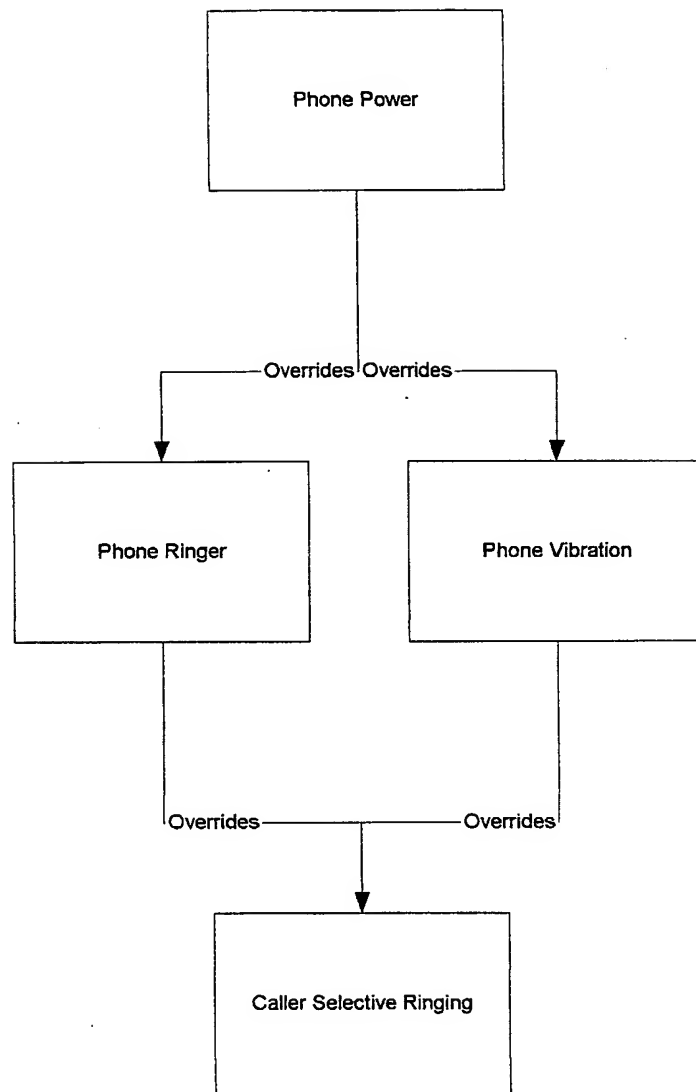 Phone Power
Overrides Overrides
Phone Ringer
Phone Vibration
Overrides
Overrides
Caller Selective Ringing